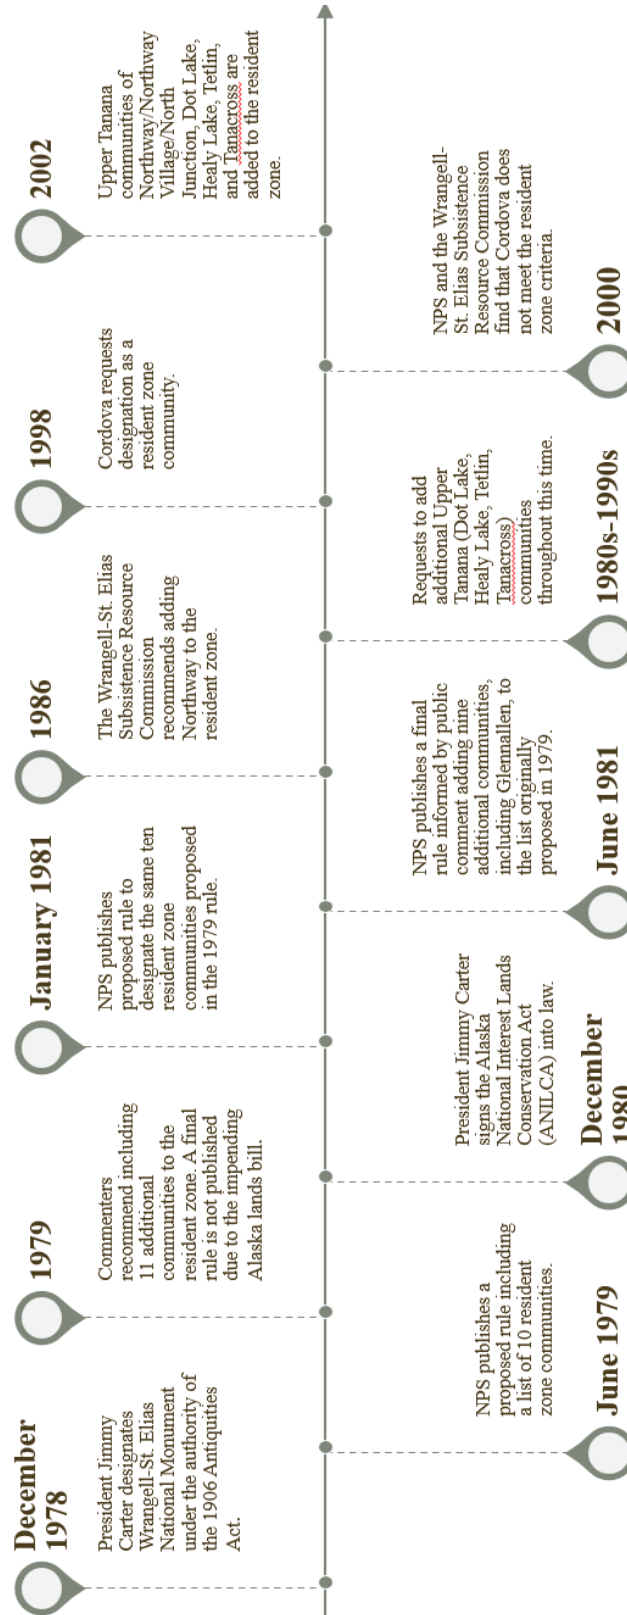 December
1978
President Jimmy
Carter designates
Wrangell-St. Elias
National Monument
under the authority of
the 1906 Antiquities
Act.
June 1979
NPS publishes a
proposed rule including
a list of 10 resident
zone communities.
1979
Commenters
recommend including
11 additional
communities to the
resident zone. A final
rule is not published
due to the impending
Alaska lands bill.
December
1980
President Jimmy Carter
signs the Alaska
National Interest Lands
Conservation Act
(ANILCA) into law.
January 1981
NPS publishes
proposed rule to
designate the same ten
resident zone
communities proposed
in the 1979 rule.
June 1981
NPS publishes a final
rule informed by public
comment adding nine
additional communities,
including Glennallen, to
the list originally
proposed in 1979.
1986
The Wrangell-St. Elias
Subsistence Resource
Commission
recommends adding
Northway to the
resident zone.
1980s-1990s
Requests to add
additional Upper
Tanana (Dot Lake,
Healy Lake, Tetlin,
Tanacross)
communities
throughout this time.
1998
Cordova requests
designation as a
resident zone
community.
2000
NPS and the Wrangell-
St. Elias Subsistence
Resource Commission
find that Cordova does
not meet the resident
zone criteria.
2002
Upper Tanana
communities of
Northway/Northway
Village/North
Junction, Dot Lake,
Healy Lake, Tetlin,
and Tanacross are
added to the resident
zone.